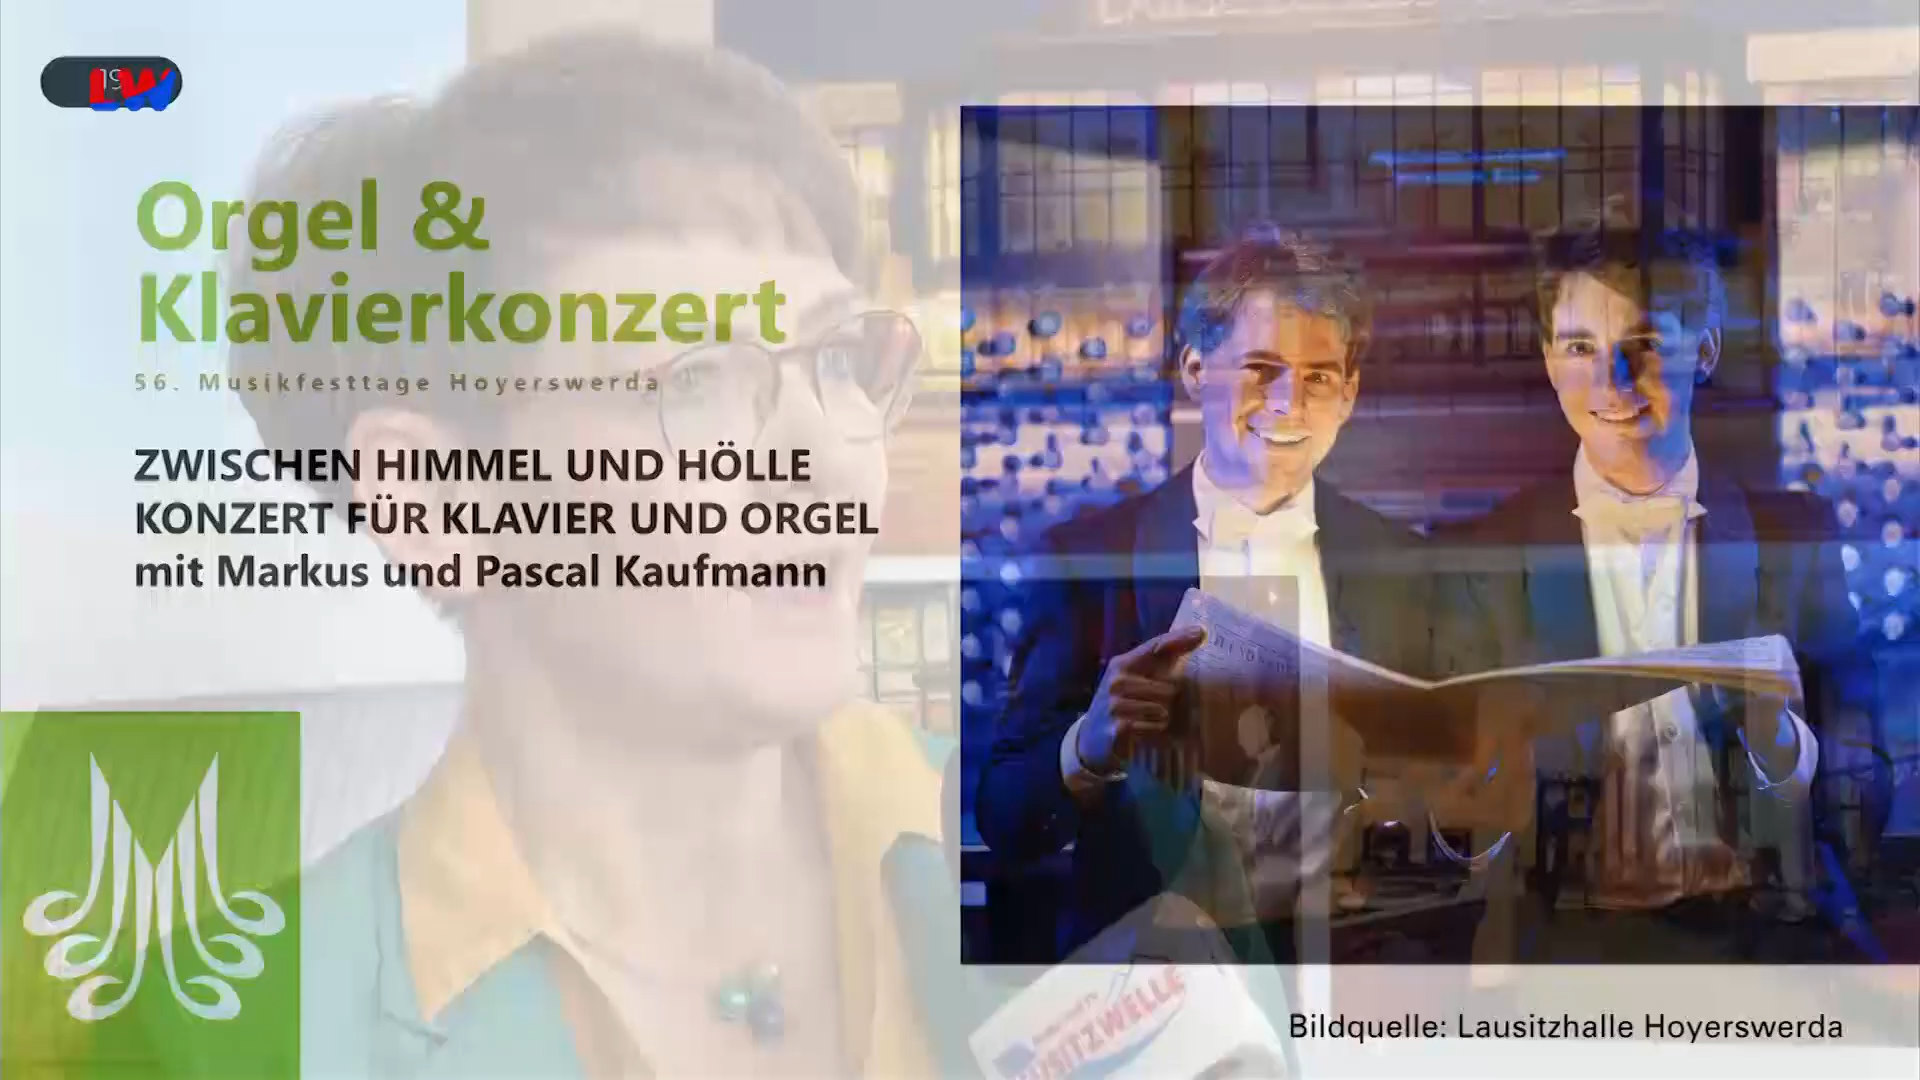 LW
Orgel &
Klavierkonzert
56. Musikfesttage Hoyerswerda
ZWISCHEN HIMMEL UND HÖLLE
KONZERT FÜR KLAVIER UND ORGEL
mit Markus und Pascal Kaufmann
Bildquelle: Lausitzhalle Hoyerswerda